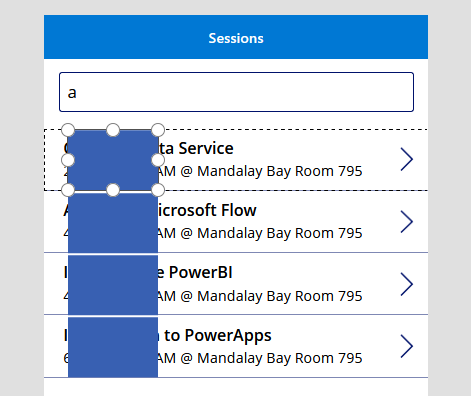 Sessions
a
ta Service
AM @ Mandalay Bay Room 795
icrosoft Flow
AM @ Mandalay Bay Room 795
e PowerBI
AM @ Mandalay Bay Room 795
to PowerApps
AM @ Mandalay Bay Room 795